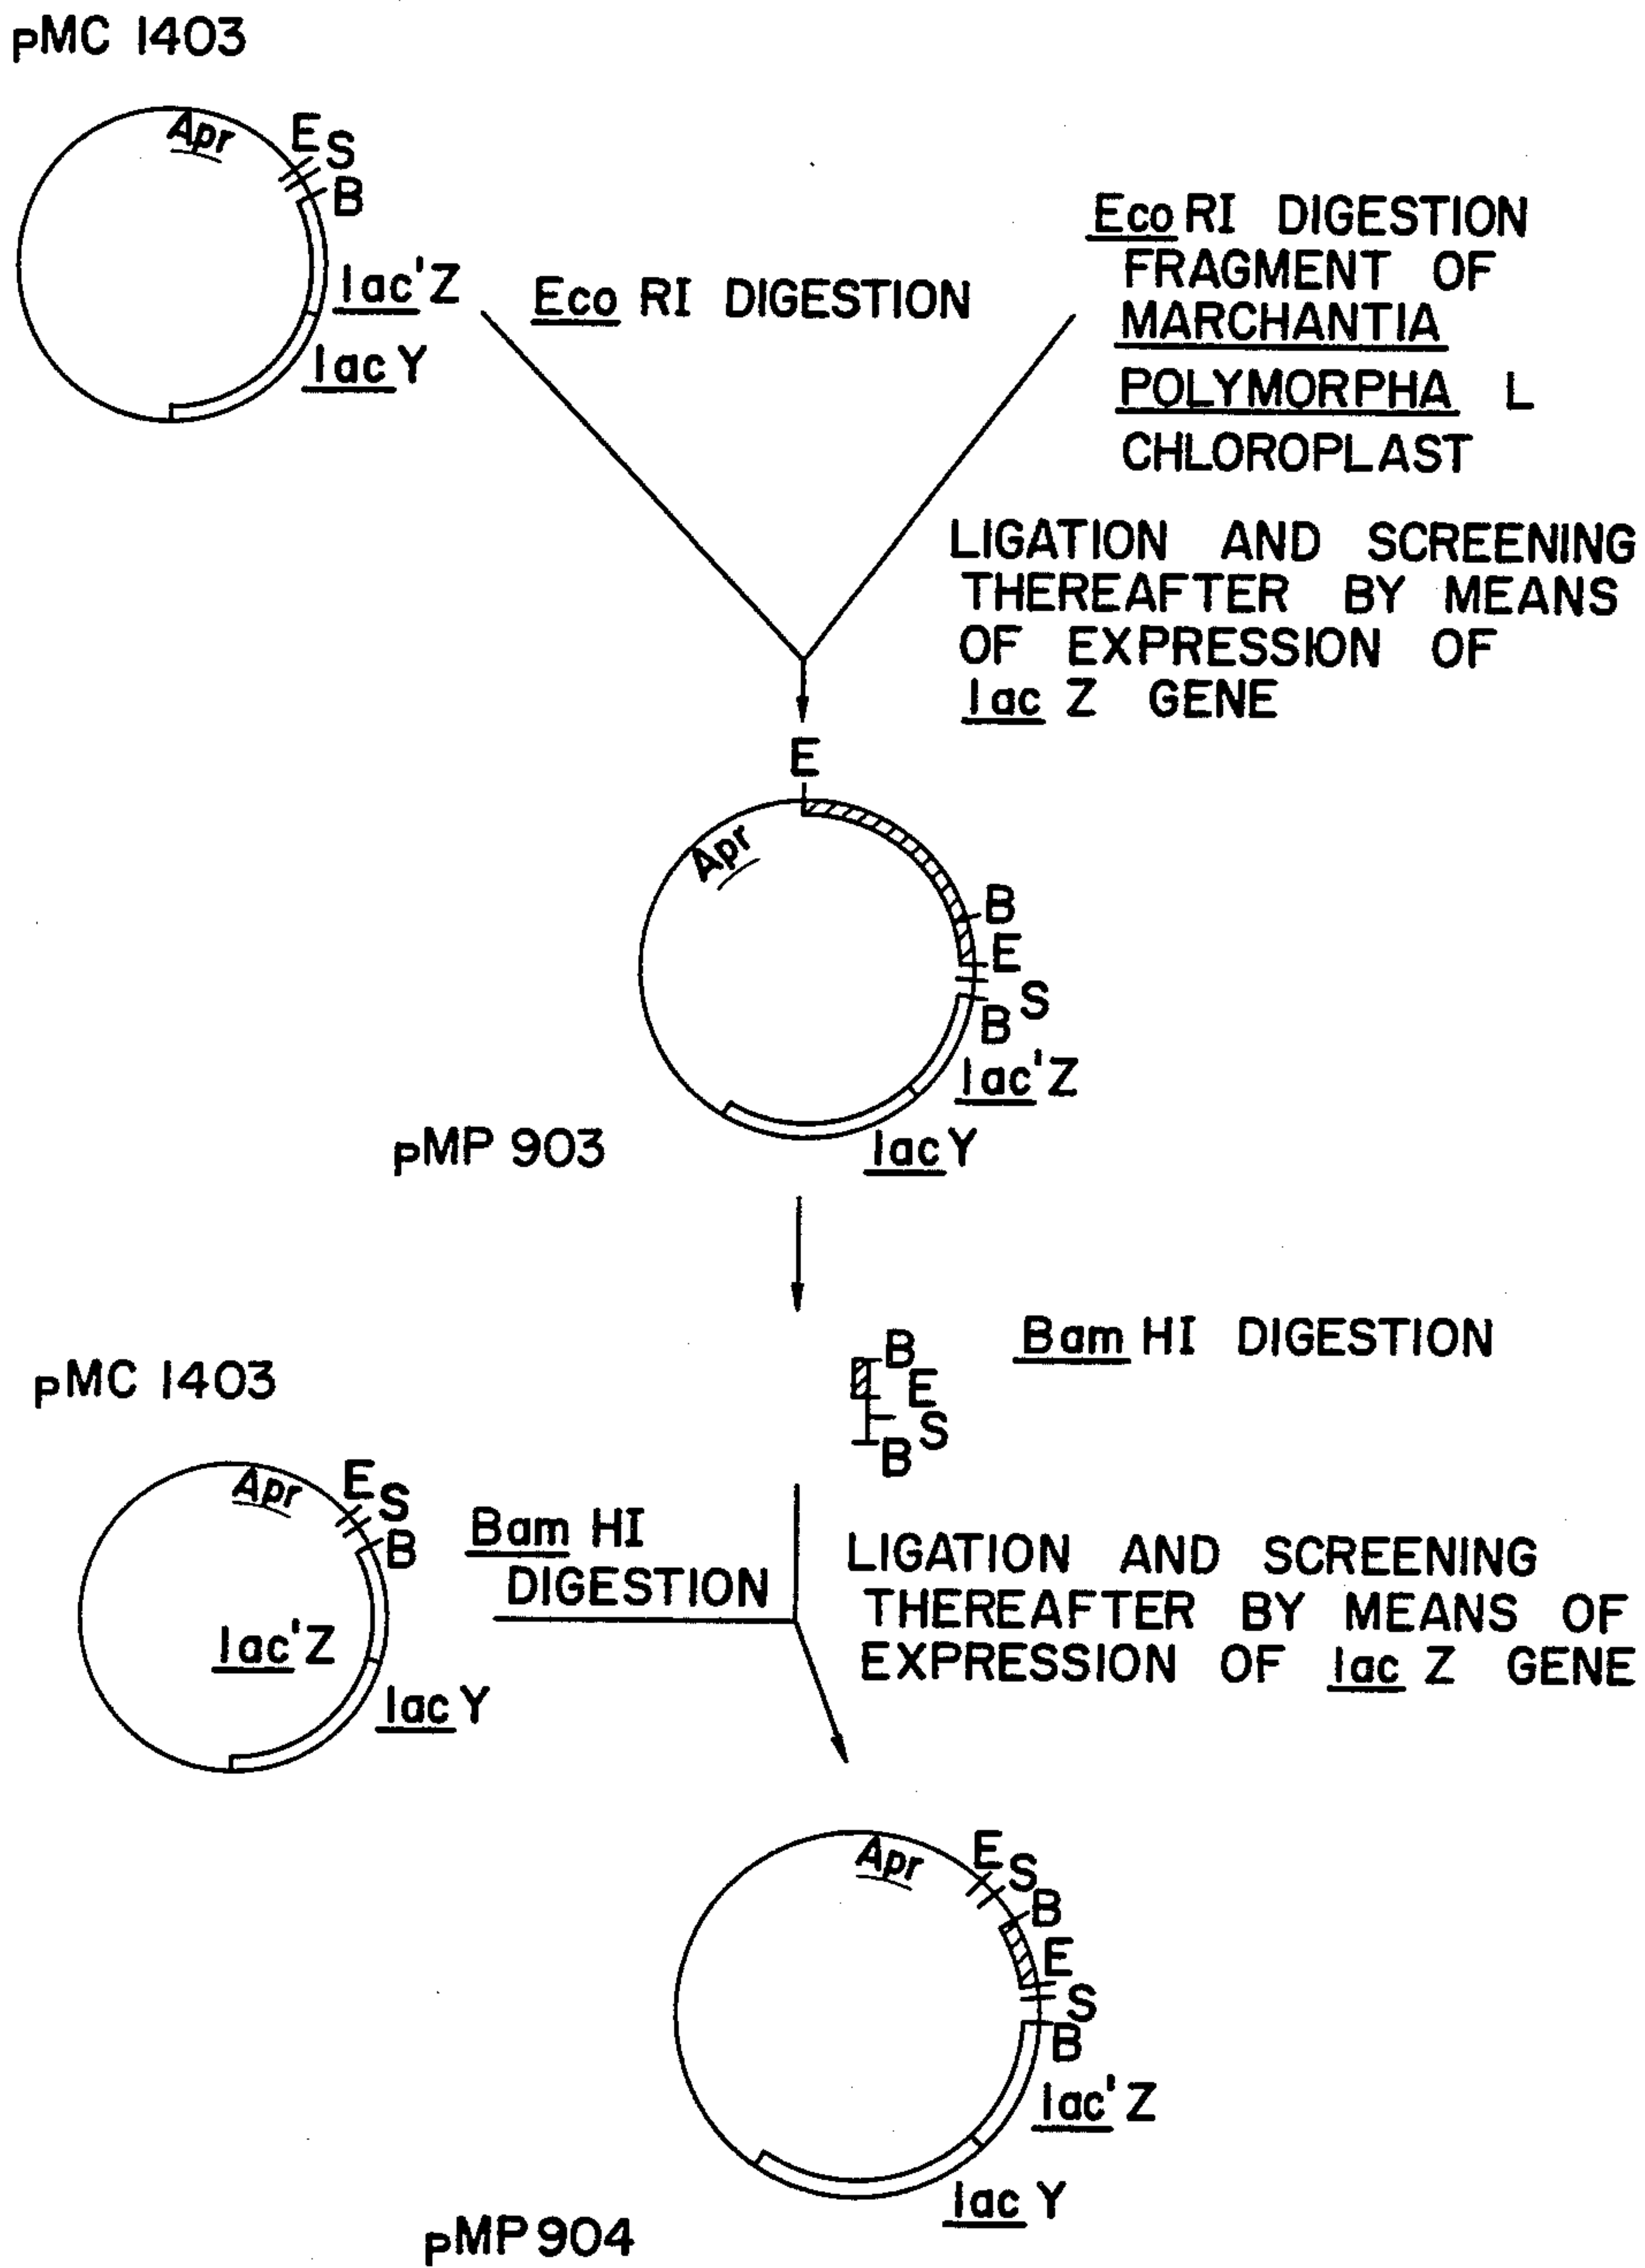 pMC 1403
Apr
E
S
B
lac'Z
lac Y
Eco RI DIGESTION
Eco RI DIGESTION
FRAGMENT OF
MARCHANTIA
POLYMORPHA L
CHLOROPLAST
LIGATION AND SCREENING
THEREAFTER BY MEANS
OF EXPRESSION OF
lac Z GENE
E
Apr
B
E
S
B
lac'Z
lac Y
pMP 903
Bam HI DIGESTION
B
E
S
B
pMC 1403
Apr
E
S
B
lac'Z
lac Y
Bam HI
DIGESTION
LIGATION AND SCREENING
THEREAFTER BY MEANS OF
EXPRESSION OF lac Z GENE
Apr
E
S
B
E
S
B
lac'Z
lac Y
pMP 904